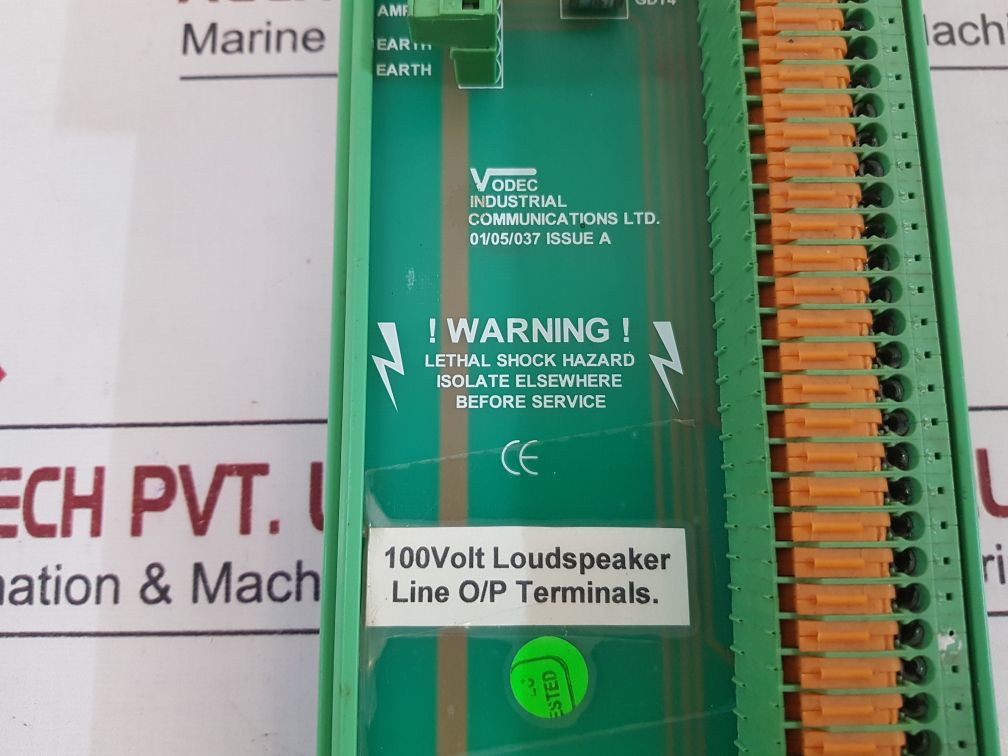 Marine
AMP
EARTH
EARTH
GDT4
VODEC
INDUSTRIAL
COMMUNICATIONS LTD.
01/05/037 ISSUE A
! WARNING !
LETHAL SHOCK HAZARD
ISOLATE ELSEWHERE
BEFORE SERVICE
CE
ECH PVT.
& Mach
100Volt Loudspeaker
Line O/P Terminals.